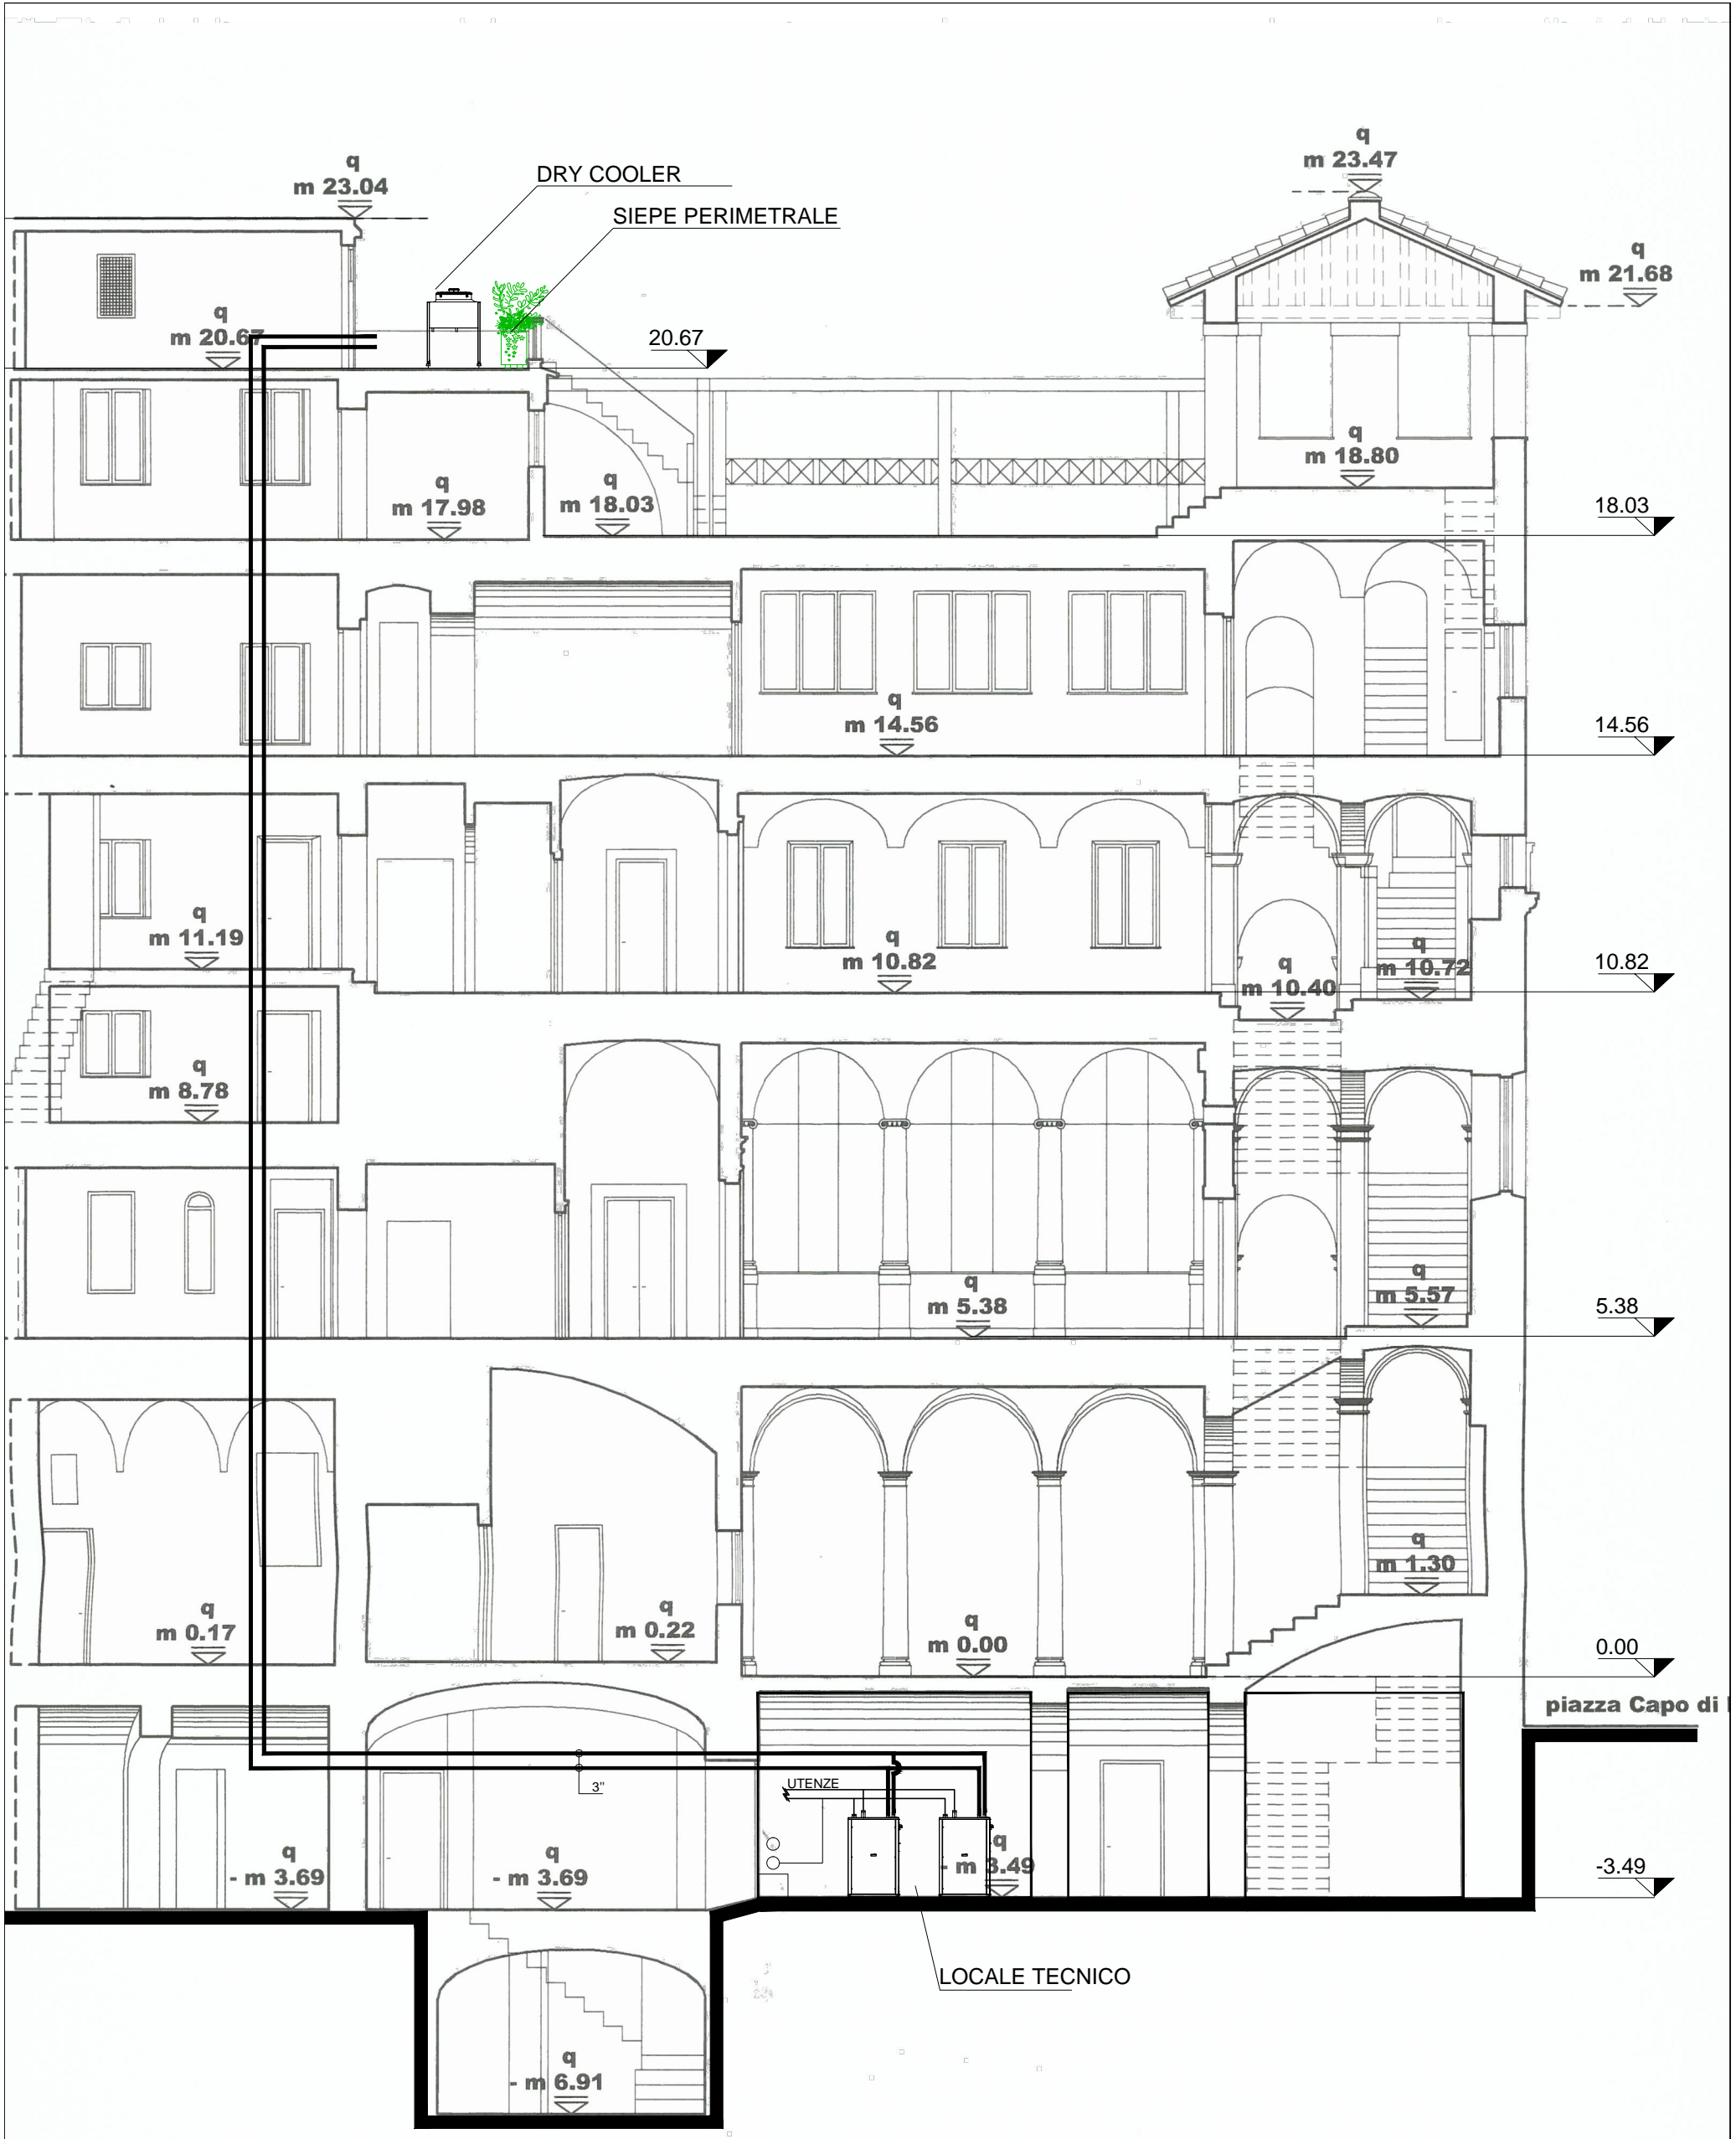 q
m 23.47
q
m 23.04
DRY COOLER
SIEPE PERIMETRALE
q
m 21.68
q
m 20.67
20.67
q
m 18.80
q
m 17.98
q
m 18.03
18.03
q
m 14.56
14.56
q
m 11.19
q
m 10.82
q
m 10.40
q
m 10.72
10.82
q
m 8.78
q
m 5.38
q
m 5.57
5.38
q
m 1.30
q
m 0.17
q
m 0.22
q
m 0.00
0.00
piazza Capo di
3"
UTENZE
q
- m 3.69
q
- m 3.69
q
- m 3.49
-3.49
LOCALE TECNICO
q
- m 6.91